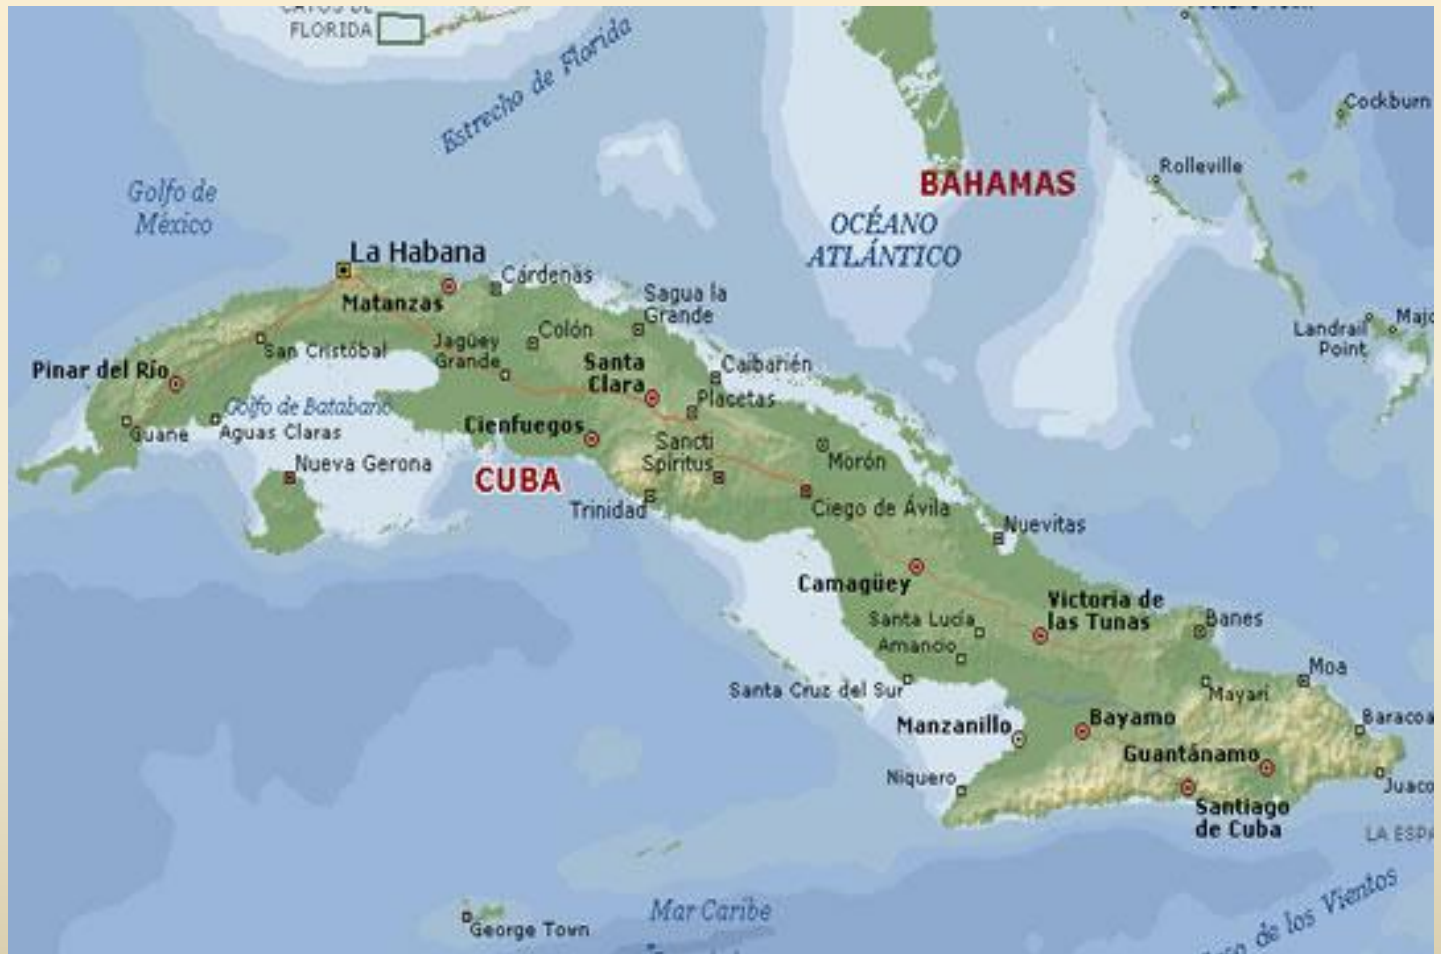 CAYOS DE
FLORIDA
Estrecho de Florida
Cockburn
Rolleville
BAHAMAS
Golfo de
México
OCÉANO
ATLÁNTICO
La Habana
Cárdenas
Matanzas
Sagua la
Grande
Colón
Jagüey
Grande
San Cristóbal
Landrail
Point
Santa
Clara
Caibarién
Pinar del Río
Placetas
Golfo de Batabanó
Guane
Aguas Claras
Cienfuegos
Sancti
Spíritus
Morón
Nueva Gerona
CUBA
Trinidad
Ciego de Ávila
Nuevitas
Camagüey
Victoria de
las Tunas
Santa Lucía
Banes
Amancio
Moa
Santa Cruz del Sur
Mayarí
Manzanillo
Bayamo
Baracoa
Guantánamo
Niquero
Santiago
de Cuba
LA
Mar Caribe
de los Vientos
George Town